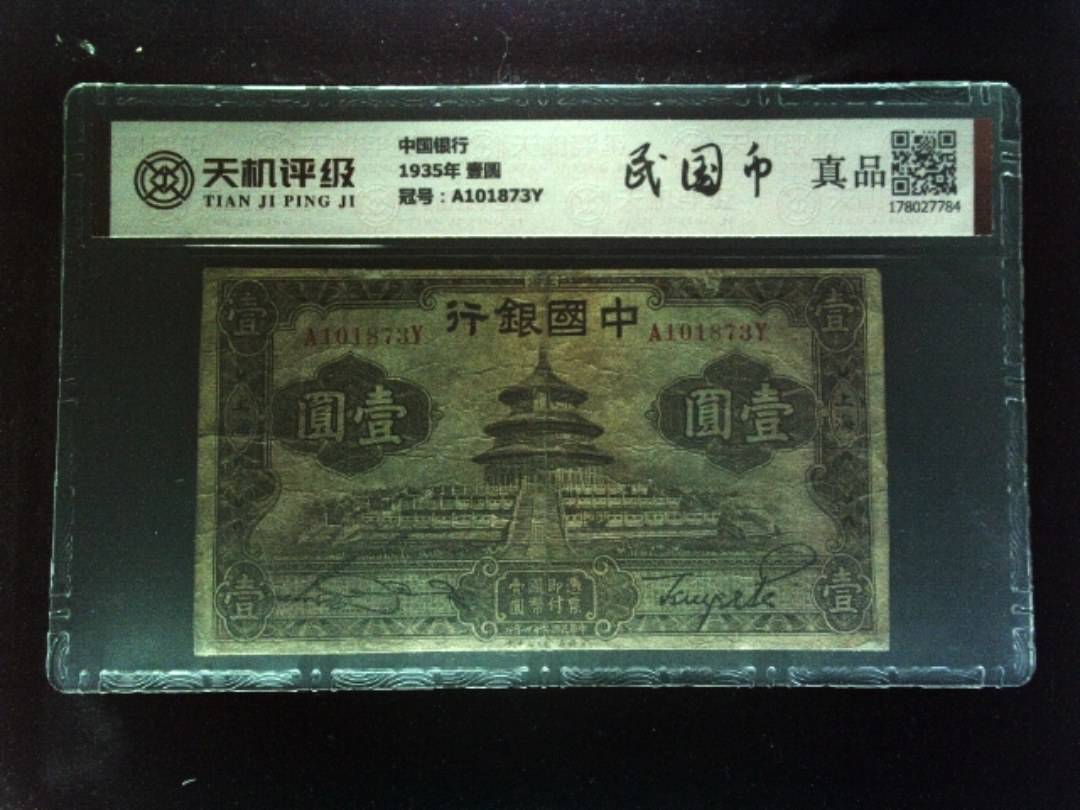 天机评级
TIAN JI PING JI
中国银行
1935年 壹圆
冠号：A101873Y
民国币
真品
178027784
行銀國中
A101873Y
A101873Y
壹
壹
圓壹
圓壹
上海
壹
壹